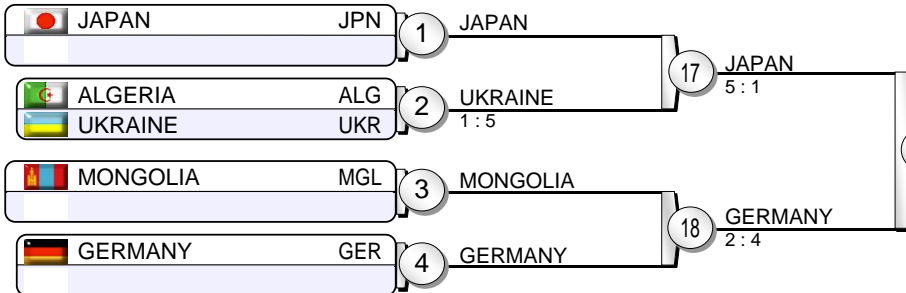 JAPAN JPN
1
JAPAN
17
JAPAN
5 : 1
ALGERIA ALG
UKRAINE UKR
2
UKRAINE
1 : 5
MONGOLIA MGL
3
MONGOLIA
18
GERMANY
2 : 4
GERMANY GER
4
GERMANY